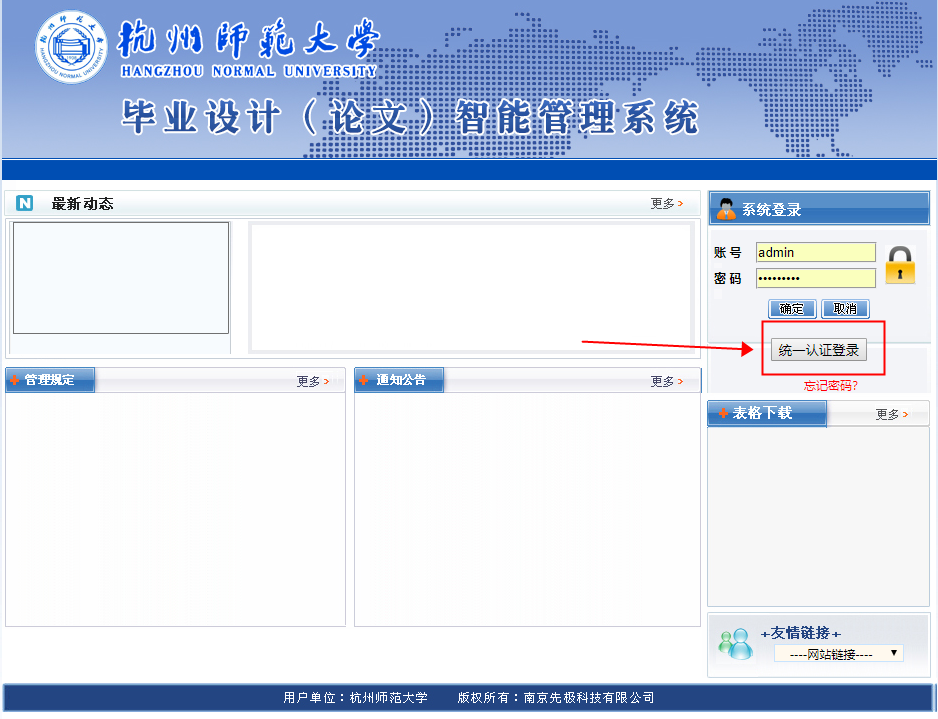 杭州师范大学
HANGZHOU NORMAL UNIVERSITY
毕业设计（论文）智能管理系统
N 最新动态 更多 >
系统登录
账号 admin
密码 •••••••••
确定 取消
统一认证登录
忘记密码?
管理规定 更多 >
通知公告 更多 >
表格下载 更多 >
+友情链接+
----网站链接---- ▼
用户单位：杭州师范大学 版权所有：南京先极科技有限公司